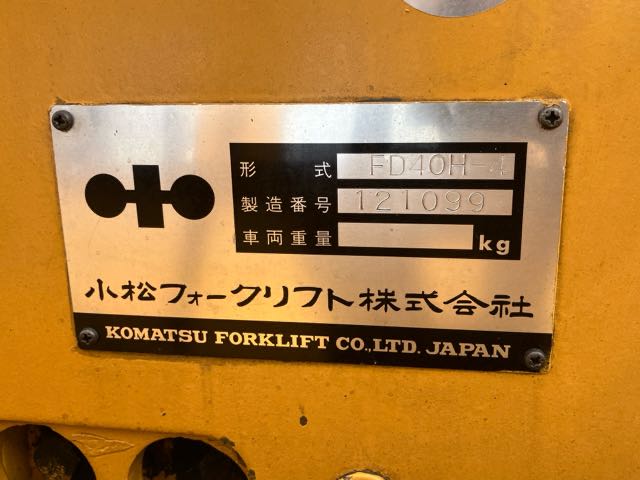 形式 FD40H-4
製造番号 121099
車両重量 kg
小松フォークリフト株式会社
KOMATSU FORKLIFT CO.,LTD. JAPAN